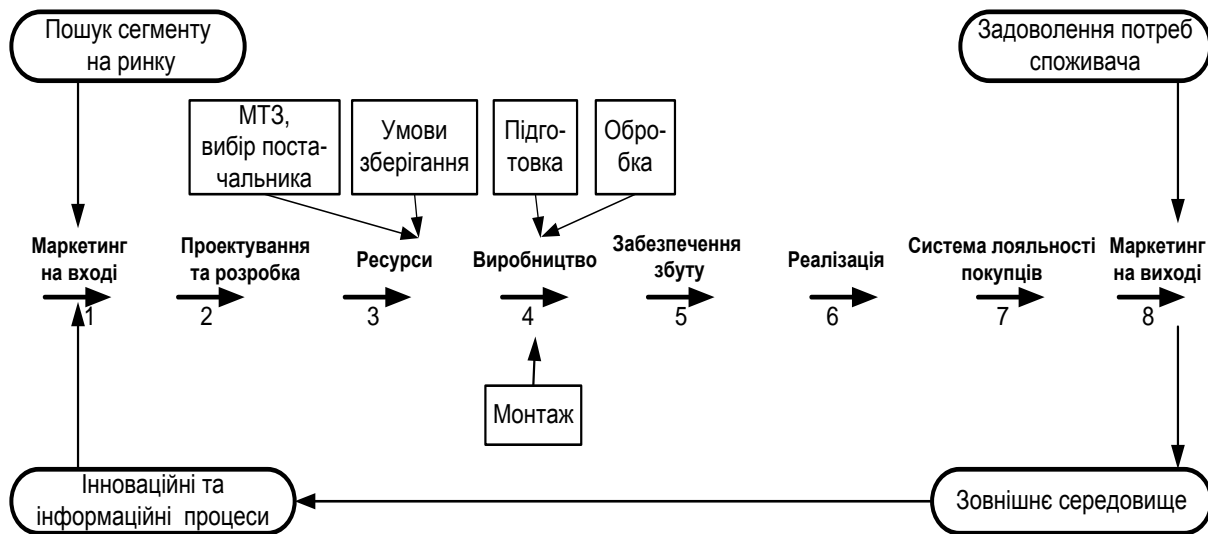 Пошук сегменту
на ринку
Задоволення потреб
споживача
МТЗ,
вибір поста-
чальника
Умови
зберігання
Підго-
товка
Обро-
бка
Маркетинг
на вході
Проектування
та розробка
Ресурси
Виробництво
Забезпечення
збуту
Реалізація
Система лояльності
покупців
Маркетинг
на виході
1
2
3
4
5
6
7
8
Монтаж
Інноваційні та
інформаційні процеси
Зовнішнє середовище